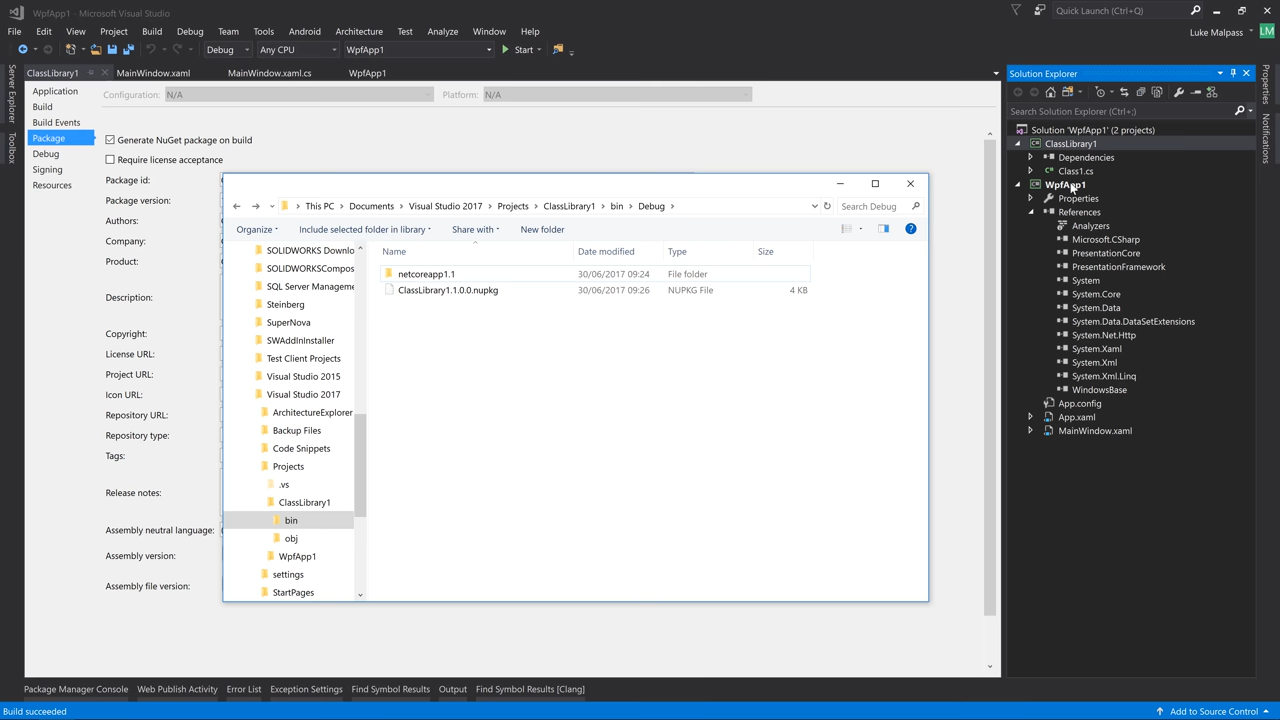 WpfApp1 - Microsoft Visual Studio
Quick Launch (Ctrl+Q)
File Edit View Project Build Debug Team Tools Android Architecture Test Analyze Window Help
Luke Malpass LM
Debug Any CPU WpfApp1 Start
Server Explorer
Toolbox
ClassLibrary1 MainWindow.xaml MainWindow.xaml.cs WpfApp1
Application
Build
Build Events
Package
Debug
Signing
Resources
Configuration: N/A Platform: N/A
Generate NuGet package on build
Require license acceptance
Package id:
Package version:
Authors:
Company:
Product:
Description:
Copyright:
License URL:
Project URL:
Icon URL:
Repository URL:
Repository type:
Tags:
Release notes:
Assembly neutral language:
Assembly version:
Assembly file version:
This PC > Documents > Visual Studio 2017 > Projects > ClassLibrary1 > bin > Debug >
Search Debug
Organize Include selected folder in library Share with New folder
SOLIDWORKS Downlo
SOLIDWORKSCompos
SQL Server Manageme
Steinberg
SuperNova
SWAddInInstaller
Test Client Projects
Visual Studio 2015
Visual Studio 2017
ArchitectureExplorer
Backup Files
Code Snippets
Projects
.vs
ClassLibrary1
bin
obj
WpfApp1
settings
StartPages
Name Date modified Type Size
netcoreapp1.1 30/06/2017 09:24 File folder
ClassLibrary1.1.0.0.nupkg 30/06/2017 09:26 NUPKG File 4 KB
Solution Explorer
Search Solution Explorer (Ctrl+;)
Solution 'WpfApp1' (2 projects)
ClassLibrary1
Dependencies
Class1.cs
WpfApp1
Properties
References
Analyzers
Microsoft.CSharp
PresentationCore
PresentationFramework
System
System.Core
System.Data
System.Data.DataSetExtensions
System.Net.Http
System.Xaml
System.Xml
System.Xml.Linq
WindowsBase
App.config
App.xaml
MainWindow.xaml
Properties
Notifications
Package Manager Console Web Publish Activity Error List Exception Settings Find Symbol Results Output Find Symbol Results [Clang]
Build succeeded
Add to Source Control